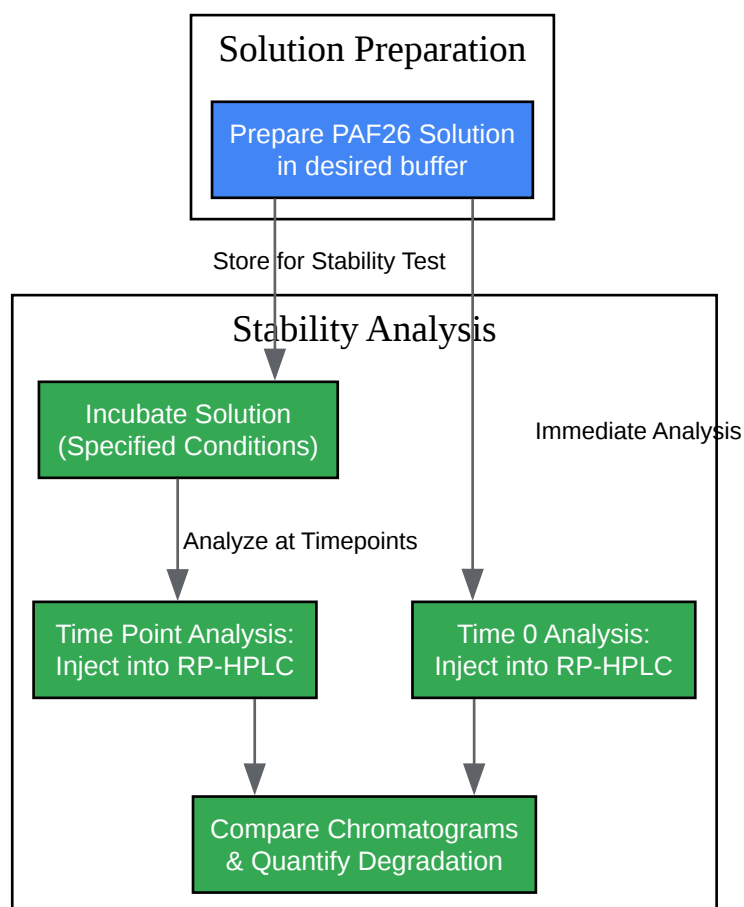 Solution Preparation
Prepare PAF26 Solution
in desired buffer
Store for Stability Test
Stability Analysis
Incubate Solution
(Specified Conditions)
Immediate Analysis
Analyze at Timepoints
Time Point Analysis:
Inject into RP-HPLC
Time 0 Analysis:
Inject into RP-HPLC
Compare Chromatograms
& Quantify Degradation